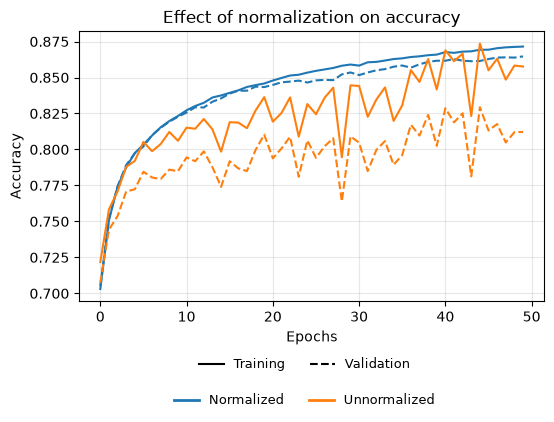 Effect of normalization on accuracy
0.875
0.850
0.825
0.800
0.775
0.750
0.725
0.700
Accuracy
0 10 20 30 40 50
Epochs
Training Validation
Normalized Unnormalized